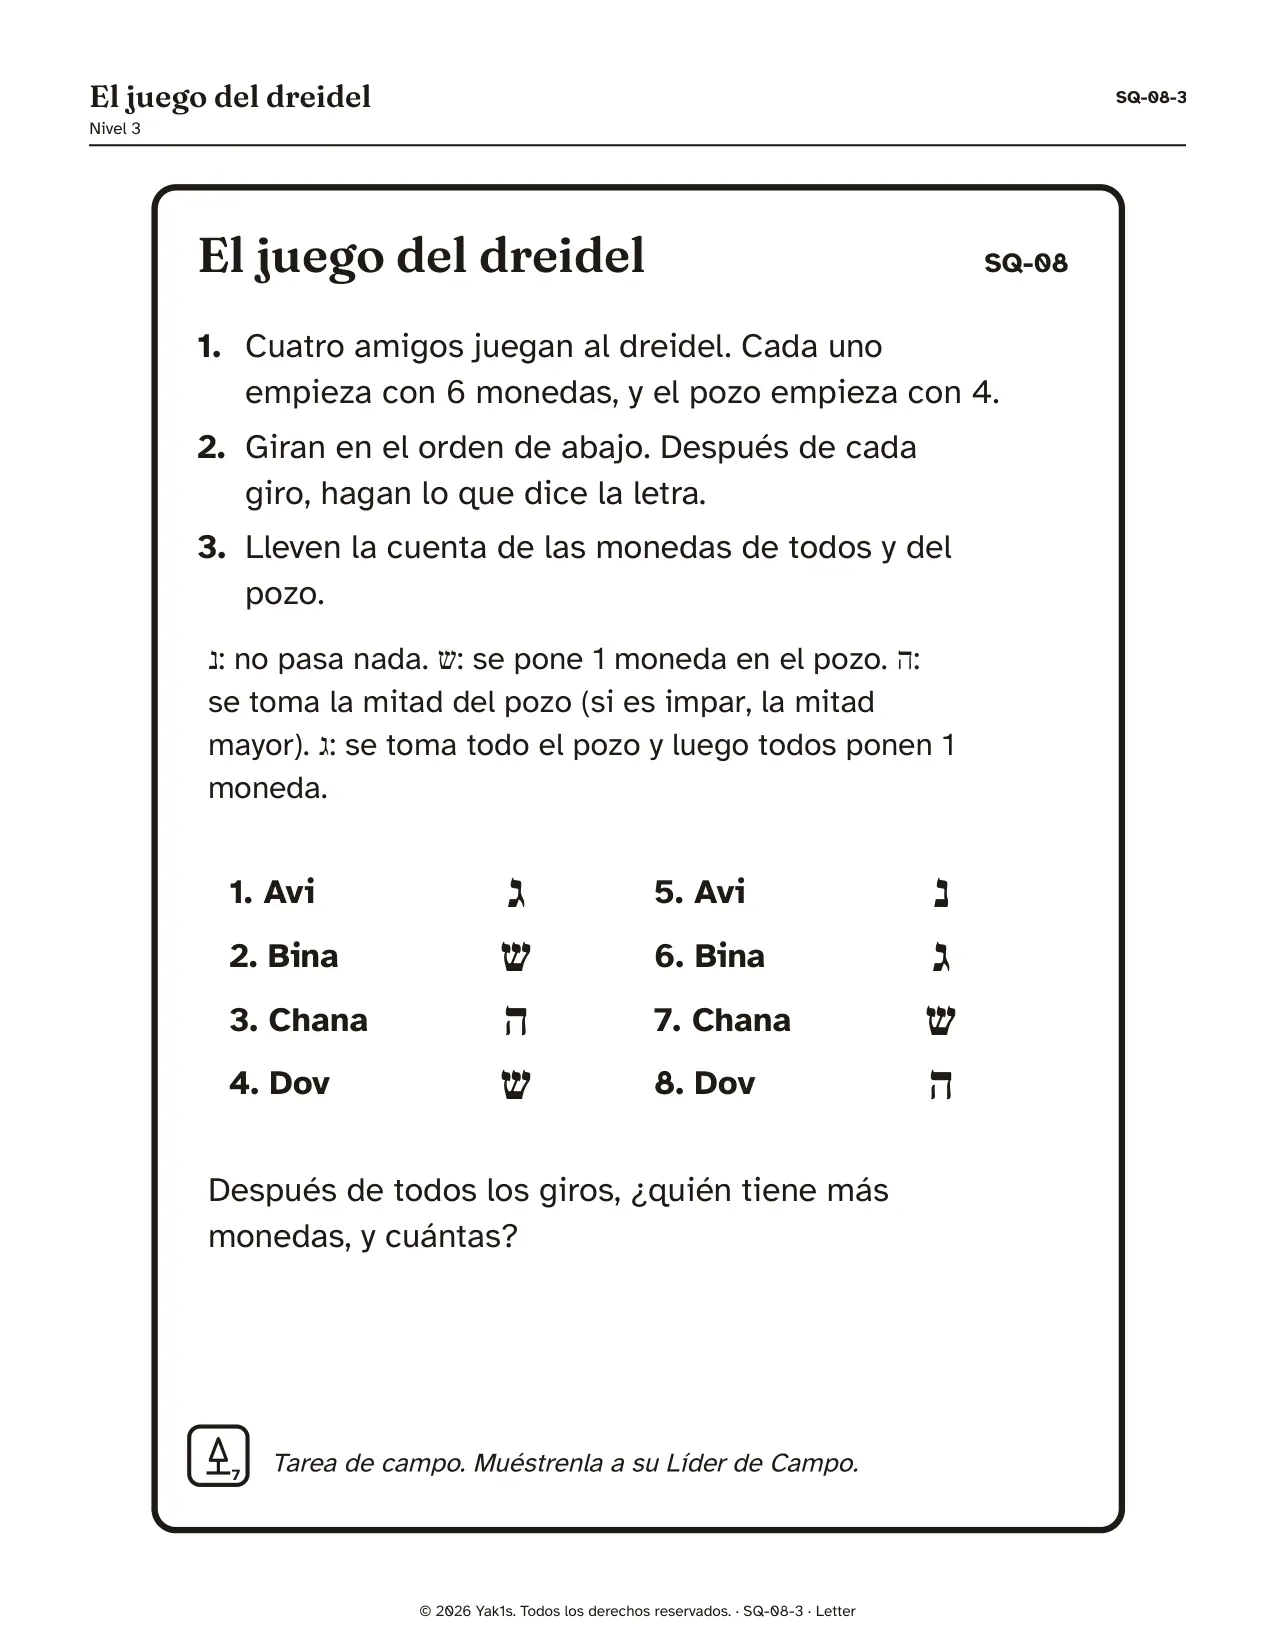 El juego del dreidel
SQ-08-3
Nivel 3
El juego del dreidel
SQ-08
1. Cuatro amigos juegan al dreidel. Cada uno
empieza con 6 monedas, y el pozo empieza con 4.
2. Giran en el orden de abajo. Después de cada
giro, hagan lo que dice la letra.
3. Lleven la cuenta de las monedas de todos y del
pozo.
נ: no pasa nada. ש: se pone 1 moneda en el pozo. ה:
se toma la mitad del pozo (si es impar, la mitad
mayor). ג: se toma todo el pozo y luego todos ponen 1
moneda.
1. Avi ג
2. Bina ש
3. Chana ה
4. Dov ש
5. Avi נ
6. Bina ג
7. Chana ש
8. Dov ה
Después de todos los giros, ¿quién tiene más
monedas, y cuántas?
7
Tarea de campo. Muéstrenla a su Líder de Campo.
© 2026 Yak1s. Todos los derechos reservados. · SQ-08-3 · Letter